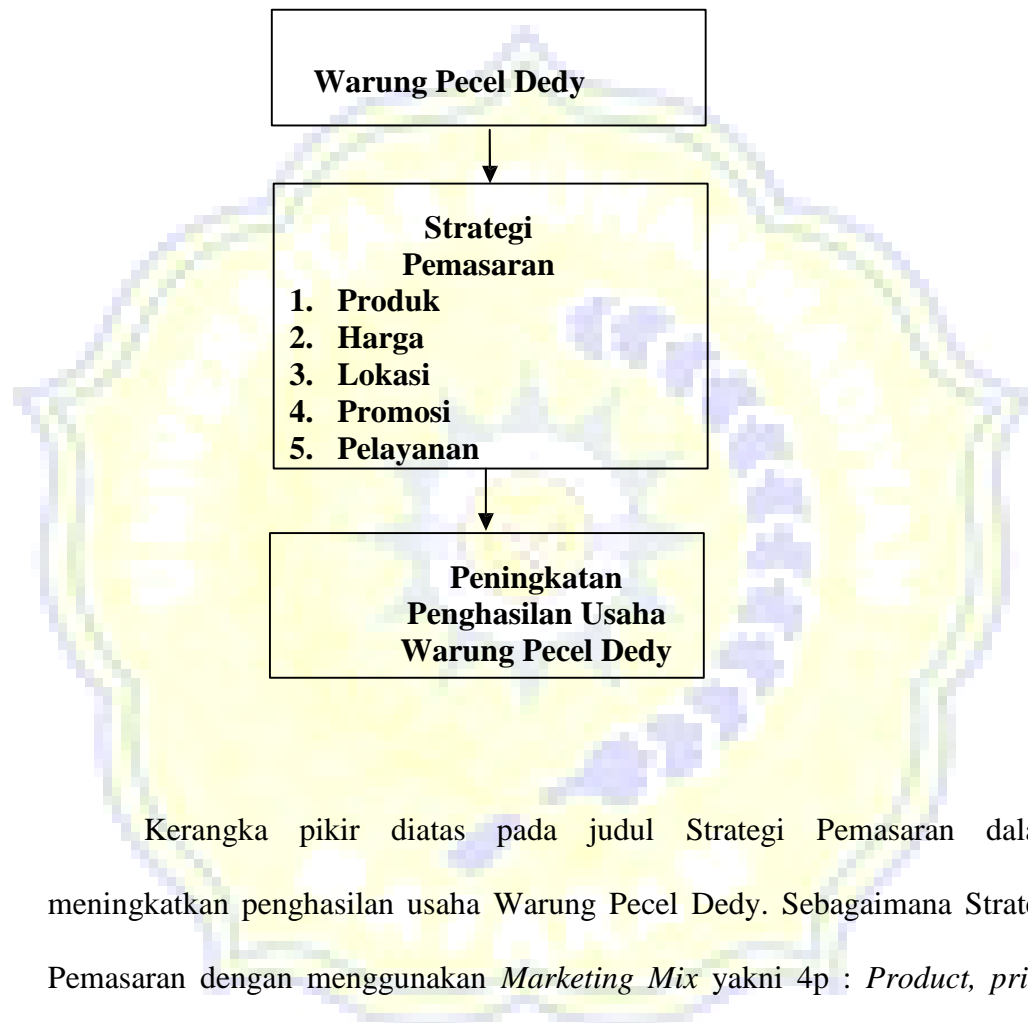 Warung Pecel Dedy
Strategi
Pemasaran
1. Produk
2. Harga
3. Lokasi
4. Promosi
5. Pelayanan
Peningkatan
Penghasilan Usaha
Warung Pecel Dedy
Kerangka pikir diatas pada judul Strategi Pemasaran
meningkatkan penghasilan usaha Warung Pecel Dedy. Sebagaimana
Pemasaran dengan menggunakan Marketing Mix yakni 4p : Product,